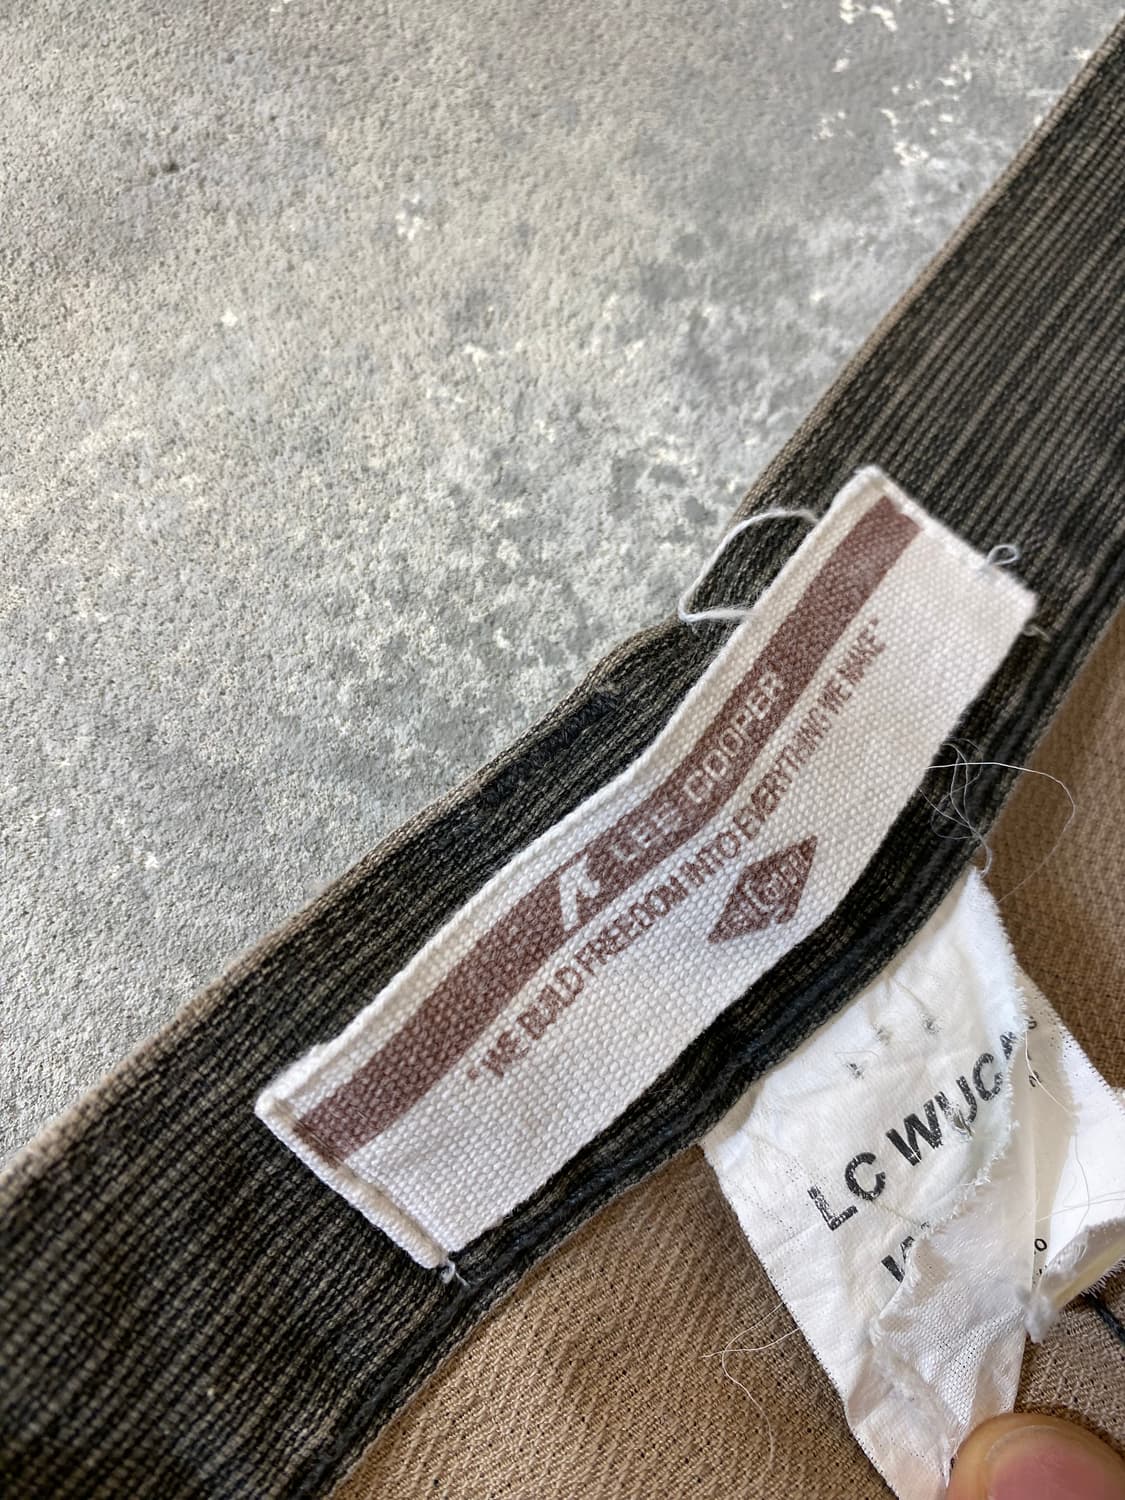 LEE COOPER
"WE BUILD FREEDOM INTO EVERYTHING WE MAKE"
LC WUC